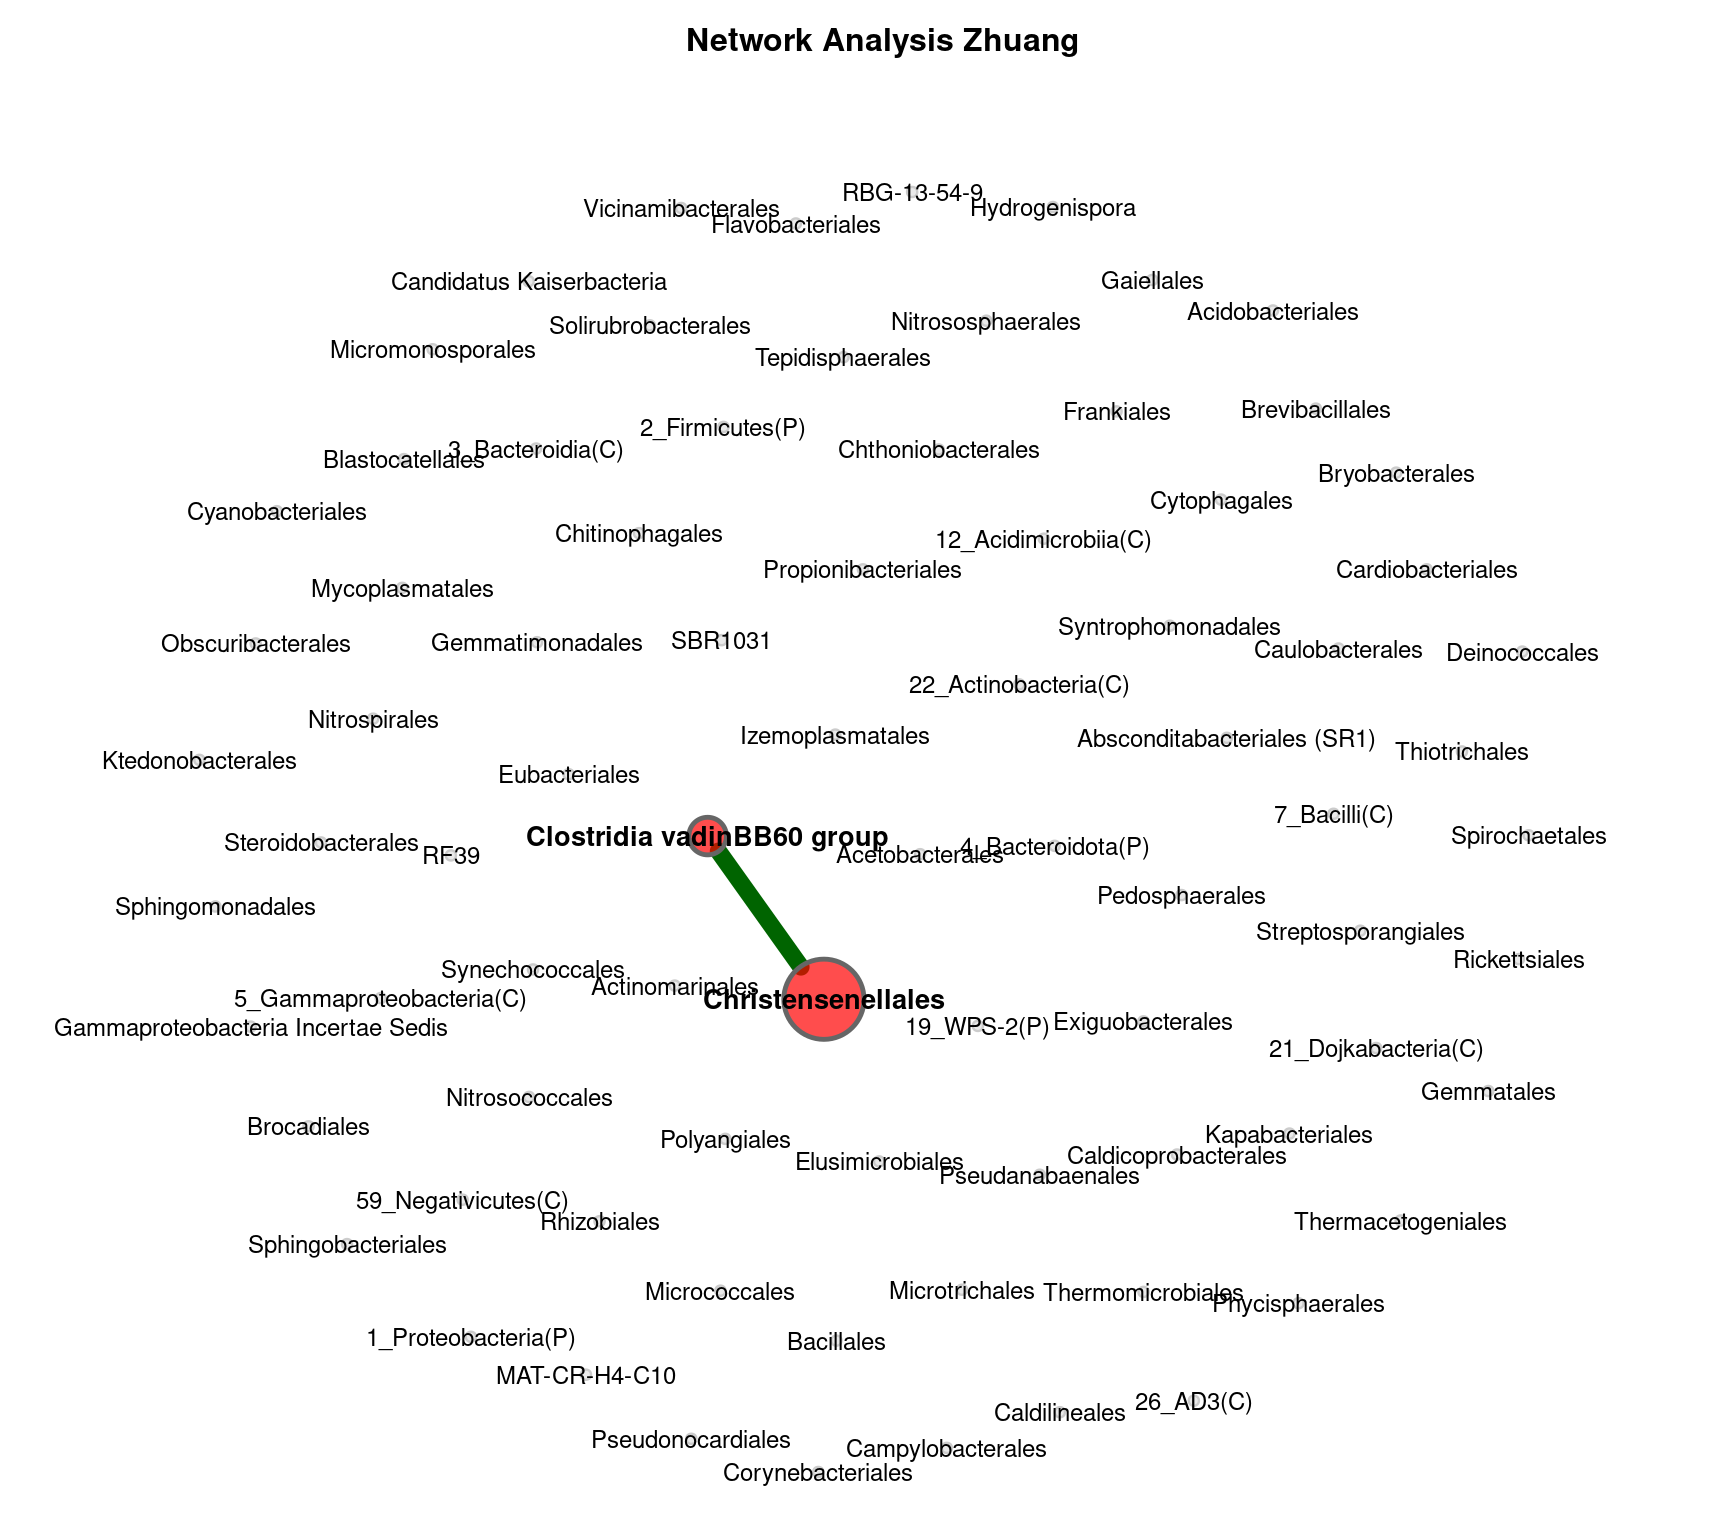 Network Analysis Zhuang
RBG-13-54-9
Vicinamibacterales
Hydrogenispora
Flavobacteriales
Candidatus Kaiserbacteria
Gaiellales
Acidobacteriales
Solirubrobacterales
Nitrososphaerales
Micromonosporales
Tepidisphaerales
Frankiales
Brevibacillales
2_Firmicutes(P)
3_Bacteroidia(C)
Chthoniobacterales
Blastocatellales
Bryobacterales
Cytophagales
Cyanobacteriales
Chitinophagales
12_Acidimicrobiia(C)
Propionibacteriales
Cardiobacteriales
Mycoplasmatales
Syntrophomonadales
Obscuribacterales
Gemmatimonadales
SBR1031
Caulobacterales
Deinococcales
22_Actinobacteria(C)
Nitrospirales
Izemoplasmatales
Absconditabacteriales (SR1)
Thiotrichales
Ktedonobacterales
Eubacteriales
7_Bacilli(C)
Clostridia vadinBB60 group
Spirochaetales
Steroidobacterales
RF39
Acetobacterales
4_Bacteroidota(P)
Pedosphaerales
Sphingomonadales
Streptosporangiales
Rickettsiales
Synechococcales
Actinomarinales
5_Gammaproteobacteria(C)
Christensenellales
Gammaproteobacteria Incertae Sedis
19_WPS-2(P)
Exiguobacterales
21_Dojkabacteria(C)
Gemmatales
Nitrosococcales
Brocadiales
Kapabacteriales
Polyangiales
Caldicoprobacterales
Elusimicrobiales
Pseudanabaenales
59_Negativicutes(C)
Rhizobiales
Thermacetogeniales
Sphingobacteriales
Micrococcales
Microtrichales
Thermomicrobiales
Phycisphaerales
1_Proteobacteria(P)
Bacillales
MAT-CR-H4-C10
26_AD3(C)
Caldilineales
Pseudonocardiales
Campylobacterales
Corynebacteriales